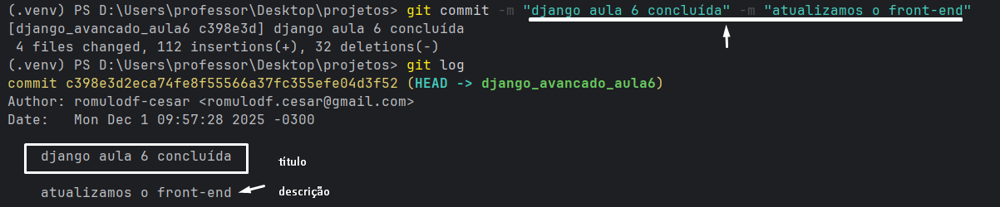 (.venv) PS D:\Users\professor\Desktop\projetos> git commit -m "django aula 6 concluída" -m "atualizamos o front-end"
[django_avancado_aula6 c398e3d] django aula 6 concluída
4 files changed, 112 insertions(+), 32 deletions(-)
(.venv) PS D:\Users\professor\Desktop\projetos> git log
commit c398e3d2eca74fe8f55566a37fc355efe04d3f52 (HEAD -> django_avancado_aula6)
Author: romulodf-cesar <romulodf.cesar@gmail.com>
Date:   Mon Dec 1 09:57:28 2025 -0300
django aula 6 concluída
título
atualizamos o front-end
descrição